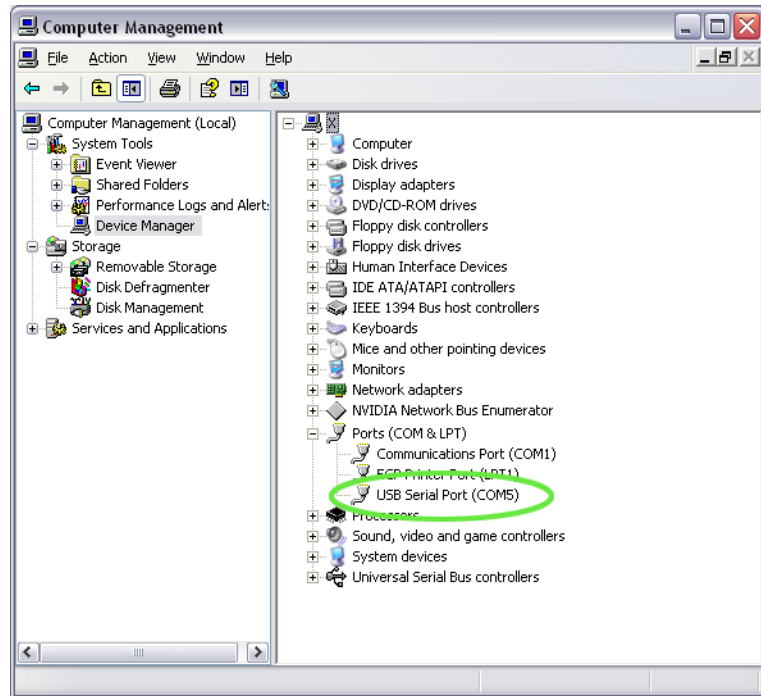 Computer Management
File Action View Window Help
Computer Management (Local)
System Tools
Event Viewer
Shared Folders
Performance Logs and Alert
Device Manager
Storage
Removable Storage
Disk Defragmenter
Disk Management
Services and Applications
X
Computer
Disk drives
Display adapters
DVD/CD-ROM drives
Floppy disk controllers
Floppy disk drives
Human Interface Devices
IDE ATA/ATAPI controllers
IEEE 1394 Bus host controllers
Keyboards
Mice and other pointing devices
Monitors
Network adapters
NVIDIA Network Bus Enumerator
Ports (COM & LPT)
Communications Port (COM1)
ECP Printer Port (LPT1)
USB Serial Port (COM5)
Processors
Sound, video and game controllers
System devices
Universal Serial Bus controllers